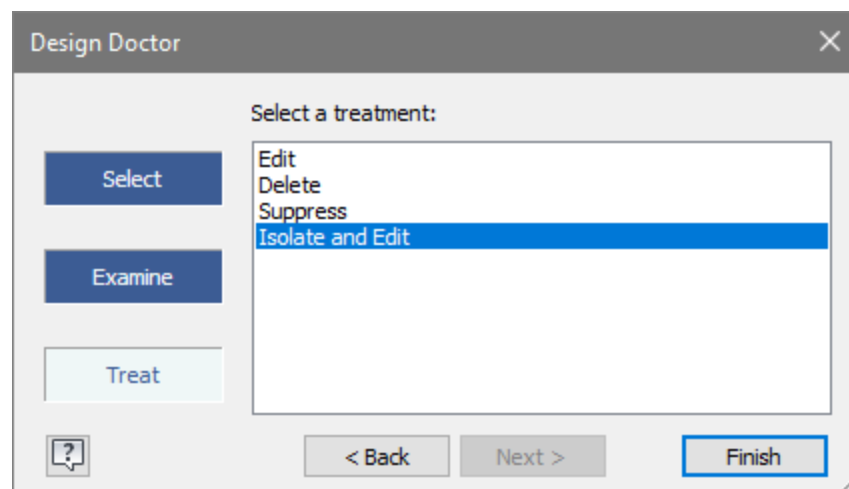 Design Doctor
Select a treatment:
Select
Examine
Treat
Edit
Delete
Suppress
Isolate and Edit
?
< Back
Next >
Finish